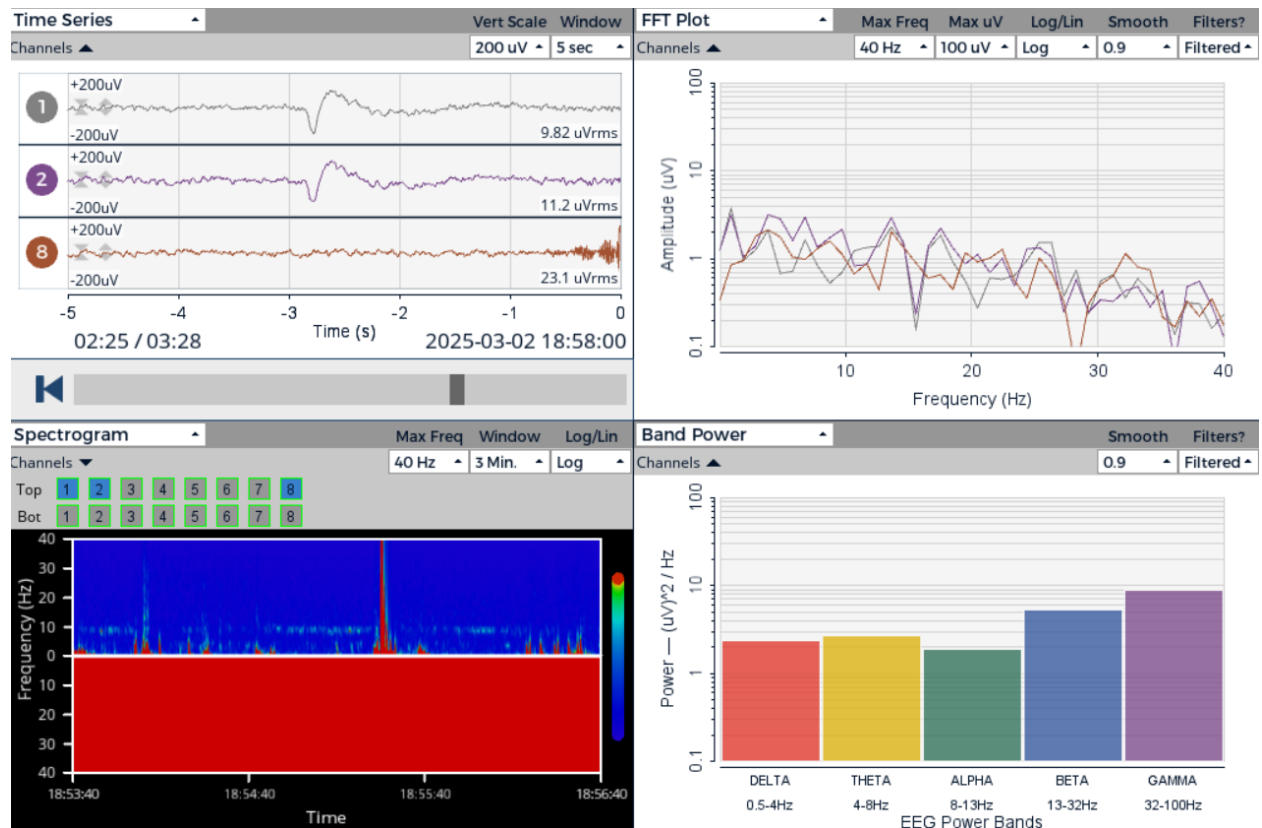 Time Series
Vert Scale Window
Channels
200 uV 5 sec
1
+200uV
-200uV
9.82 uVrms
2
+200uV
-200uV
11.2 uVrms
8
+200uV
-200uV
23.1 uVrms
-5 -4 -3 -2 -1 0
Time (s)
02:25 / 03:28
2025-03-02 18:58:00
FFT Plot
Max Freq Max uV Log/Lin Smooth Filters?
Channels
40 Hz 100 uV Log 0.9 Filtered
Amplitude (uV)
100
10
1
0.1
10 20 30 40
Frequency (Hz)
Spectrogram
Max Freq Window Log/Lin
Channels
40 Hz 3 Min. Log
Top 1 2 3 4 5 6 7 8
Bot 1 2 3 4 5 6 7 8
Frequency (Hz)
40
30
20
10
0
10
20
30
40
18:53:40 18:54:40 18:55:40 18:56:40
Time
Band Power
Smooth Filters?
Channels
0.9 Filtered
Power — (uV)^2 / Hz
100
10
1
0.1
DELTA THETA ALPHA BETA GAMMA
0.5-4Hz 4-8Hz 8-13Hz 13-32Hz 32-100Hz
EEG Power Bands